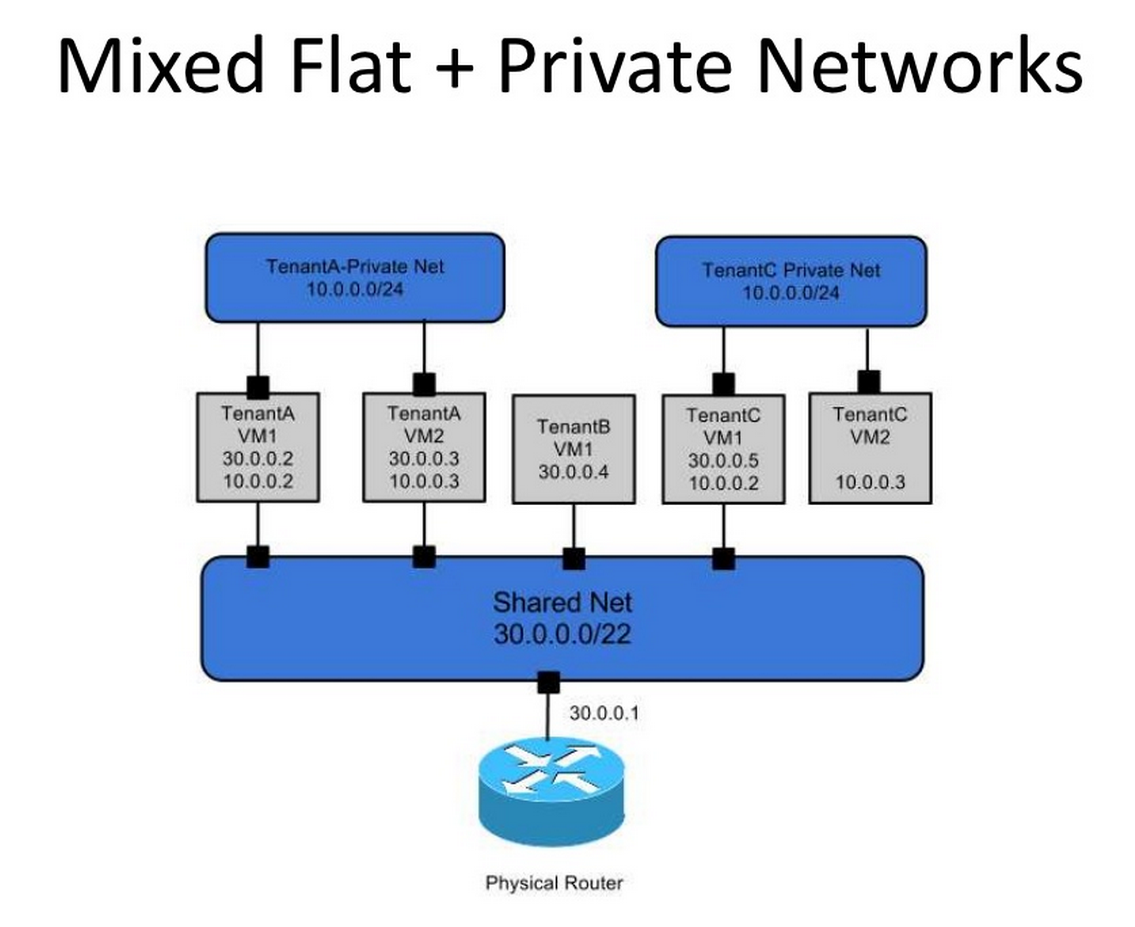 Mixed Flat + Private Networks
TenantA-Private Net
10.0.0.0/24
TenantC Private Net
10.0.0.0/24
TenantA
VM1
30.0.0.2
10.0.0.2
TenantA
VM2
30.0.0.3
10.0.0.3
TenantB
VM1
30.0.0.4
TenantC
VM1
30.0.0.5
10.0.0.2
TenantC
VM2
10.0.0.3
Shared Net
30.0.0.0/22
30.0.0.1
Physical Router